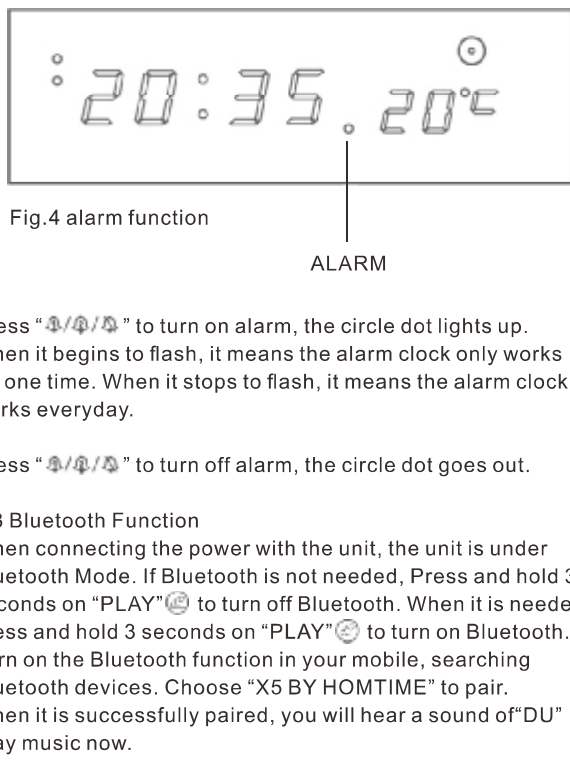 20:35. 20°C
Fig.4 alarm function
ALARM
ess “ / / ” to turn on alarm, the circle dot lights up.
en it begins to flash, it means the alarm clock only works
one time. When it stops to flash, it means the alarm clock
rks everyday.
ess “ / / ” to turn off alarm, the circle dot goes out.
Bluetooth Function
en connecting the power with the unit, the unit is under
uetooth Mode. If Bluetooth is not needed, Press and hold 3
conds on “PLAY” to turn off Bluetooth. When it is neede
ess and hold 3 seconds on “PLAY” to turn on Bluetooth.
rn on the Bluetooth function in your mobile, searching
uetooth devices. Choose “X5 BY HOMTIME” to pair.
en it is successfully paired, you will hear a sound of“DU”
ay music now.